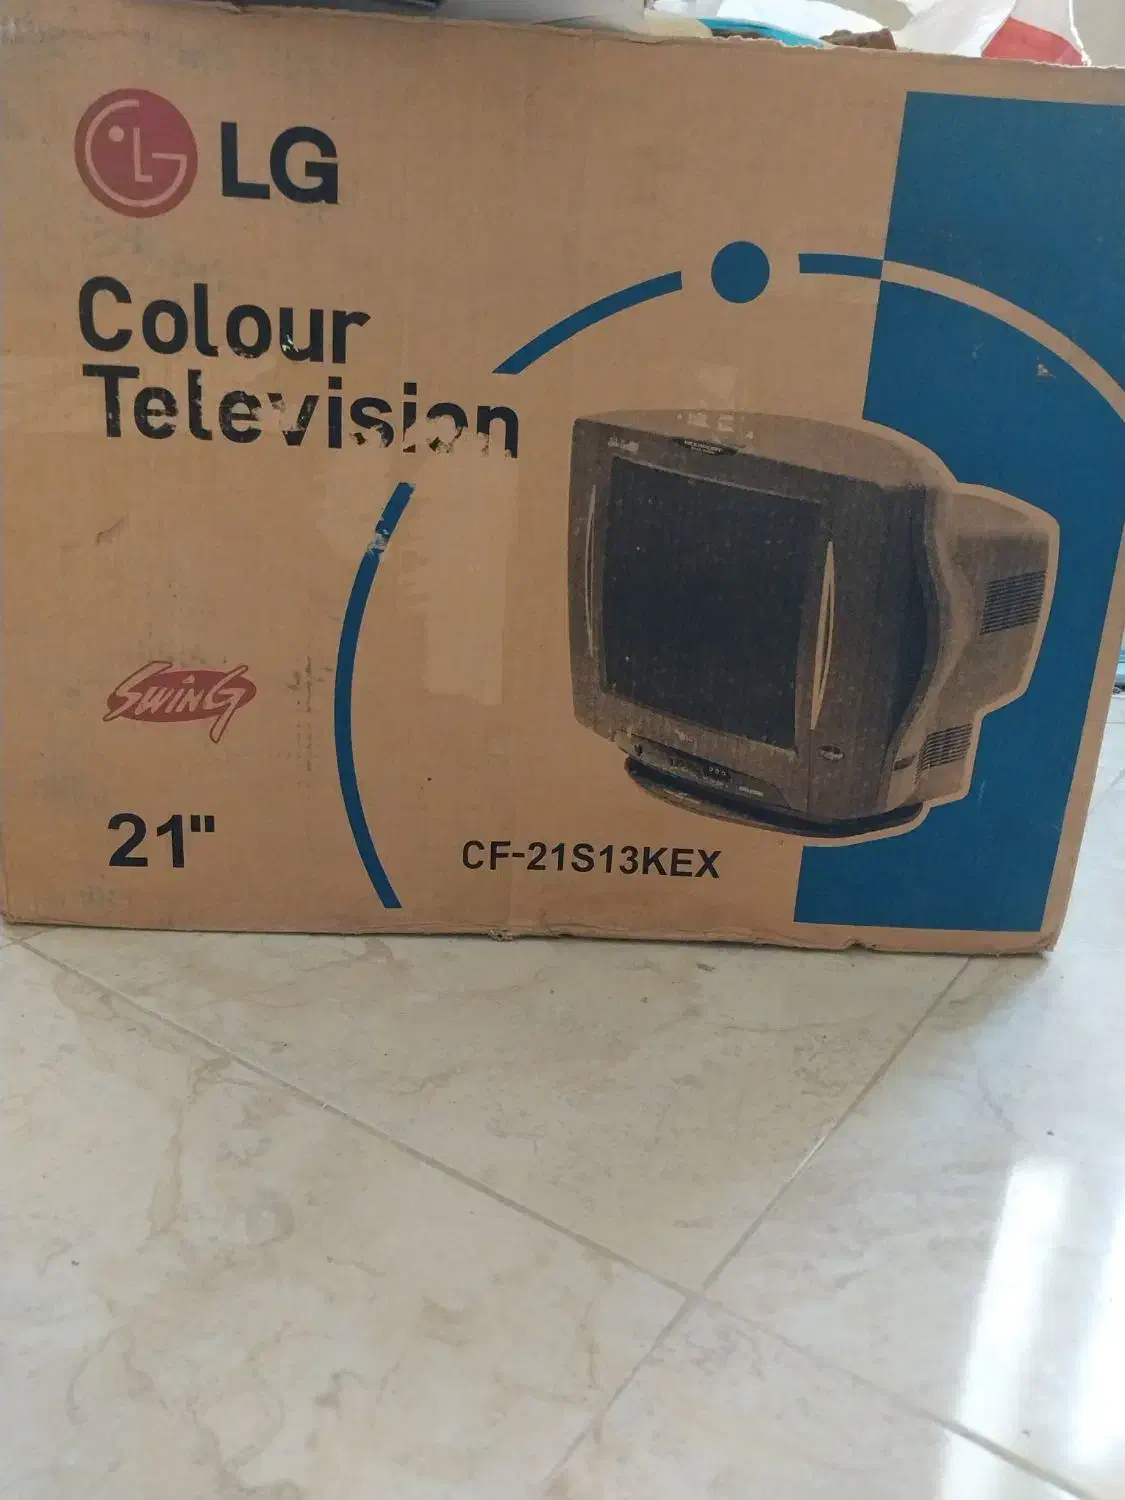 LG
Colour
Television
SWING
21"
CF-21S13KEX